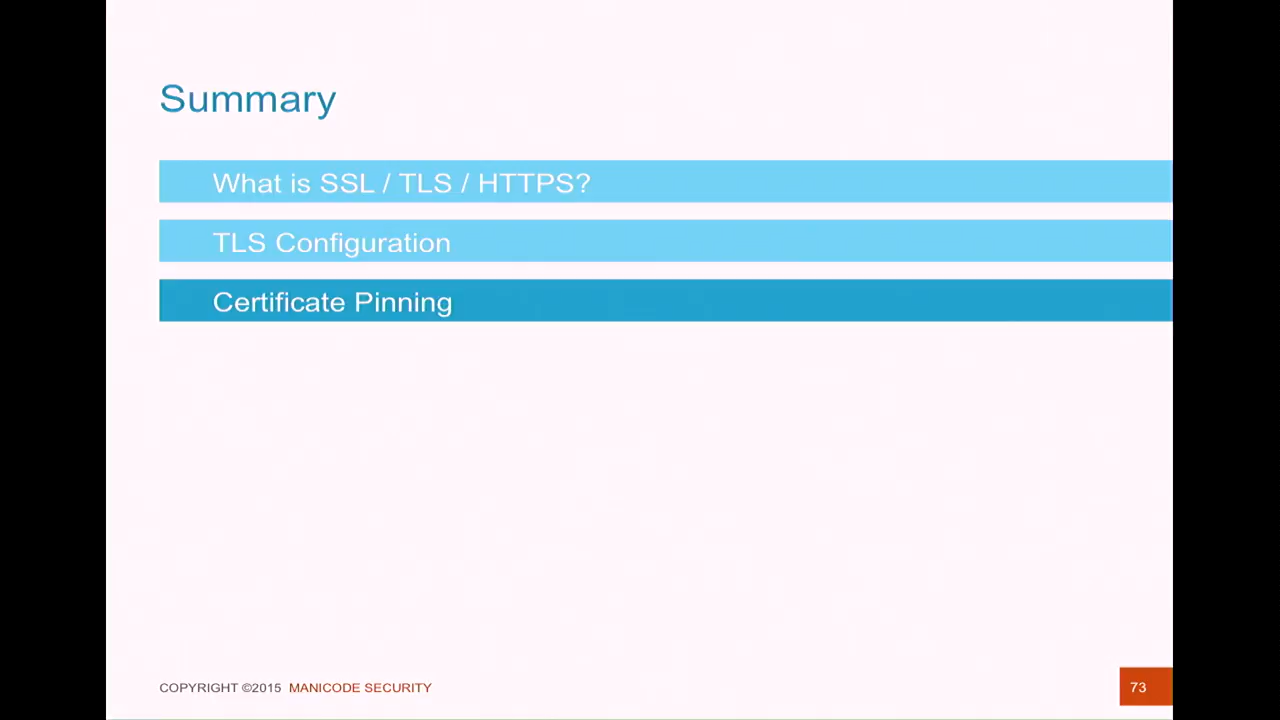 Summary
What is SSL / TLS / HTTPS?
TLS Configuration
Certificate Pinning
COPYRIGHT ©2015 MANICODE SECURITY
73